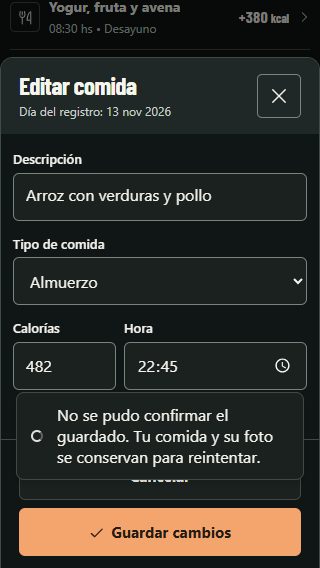 Yogur, fruta y avena
+380 kcal
08:30 hs • Desayuno
Editar comida
Día del registro: 13 nov 2026
Descripción
Arroz con verduras y pollo
Tipo de comida
Almuerzo
Calorías
Hora
482
22:45
No se pudo confirmar el
guardado. Tu comida y su foto
se conservan para reintentar.
Guardar cambios